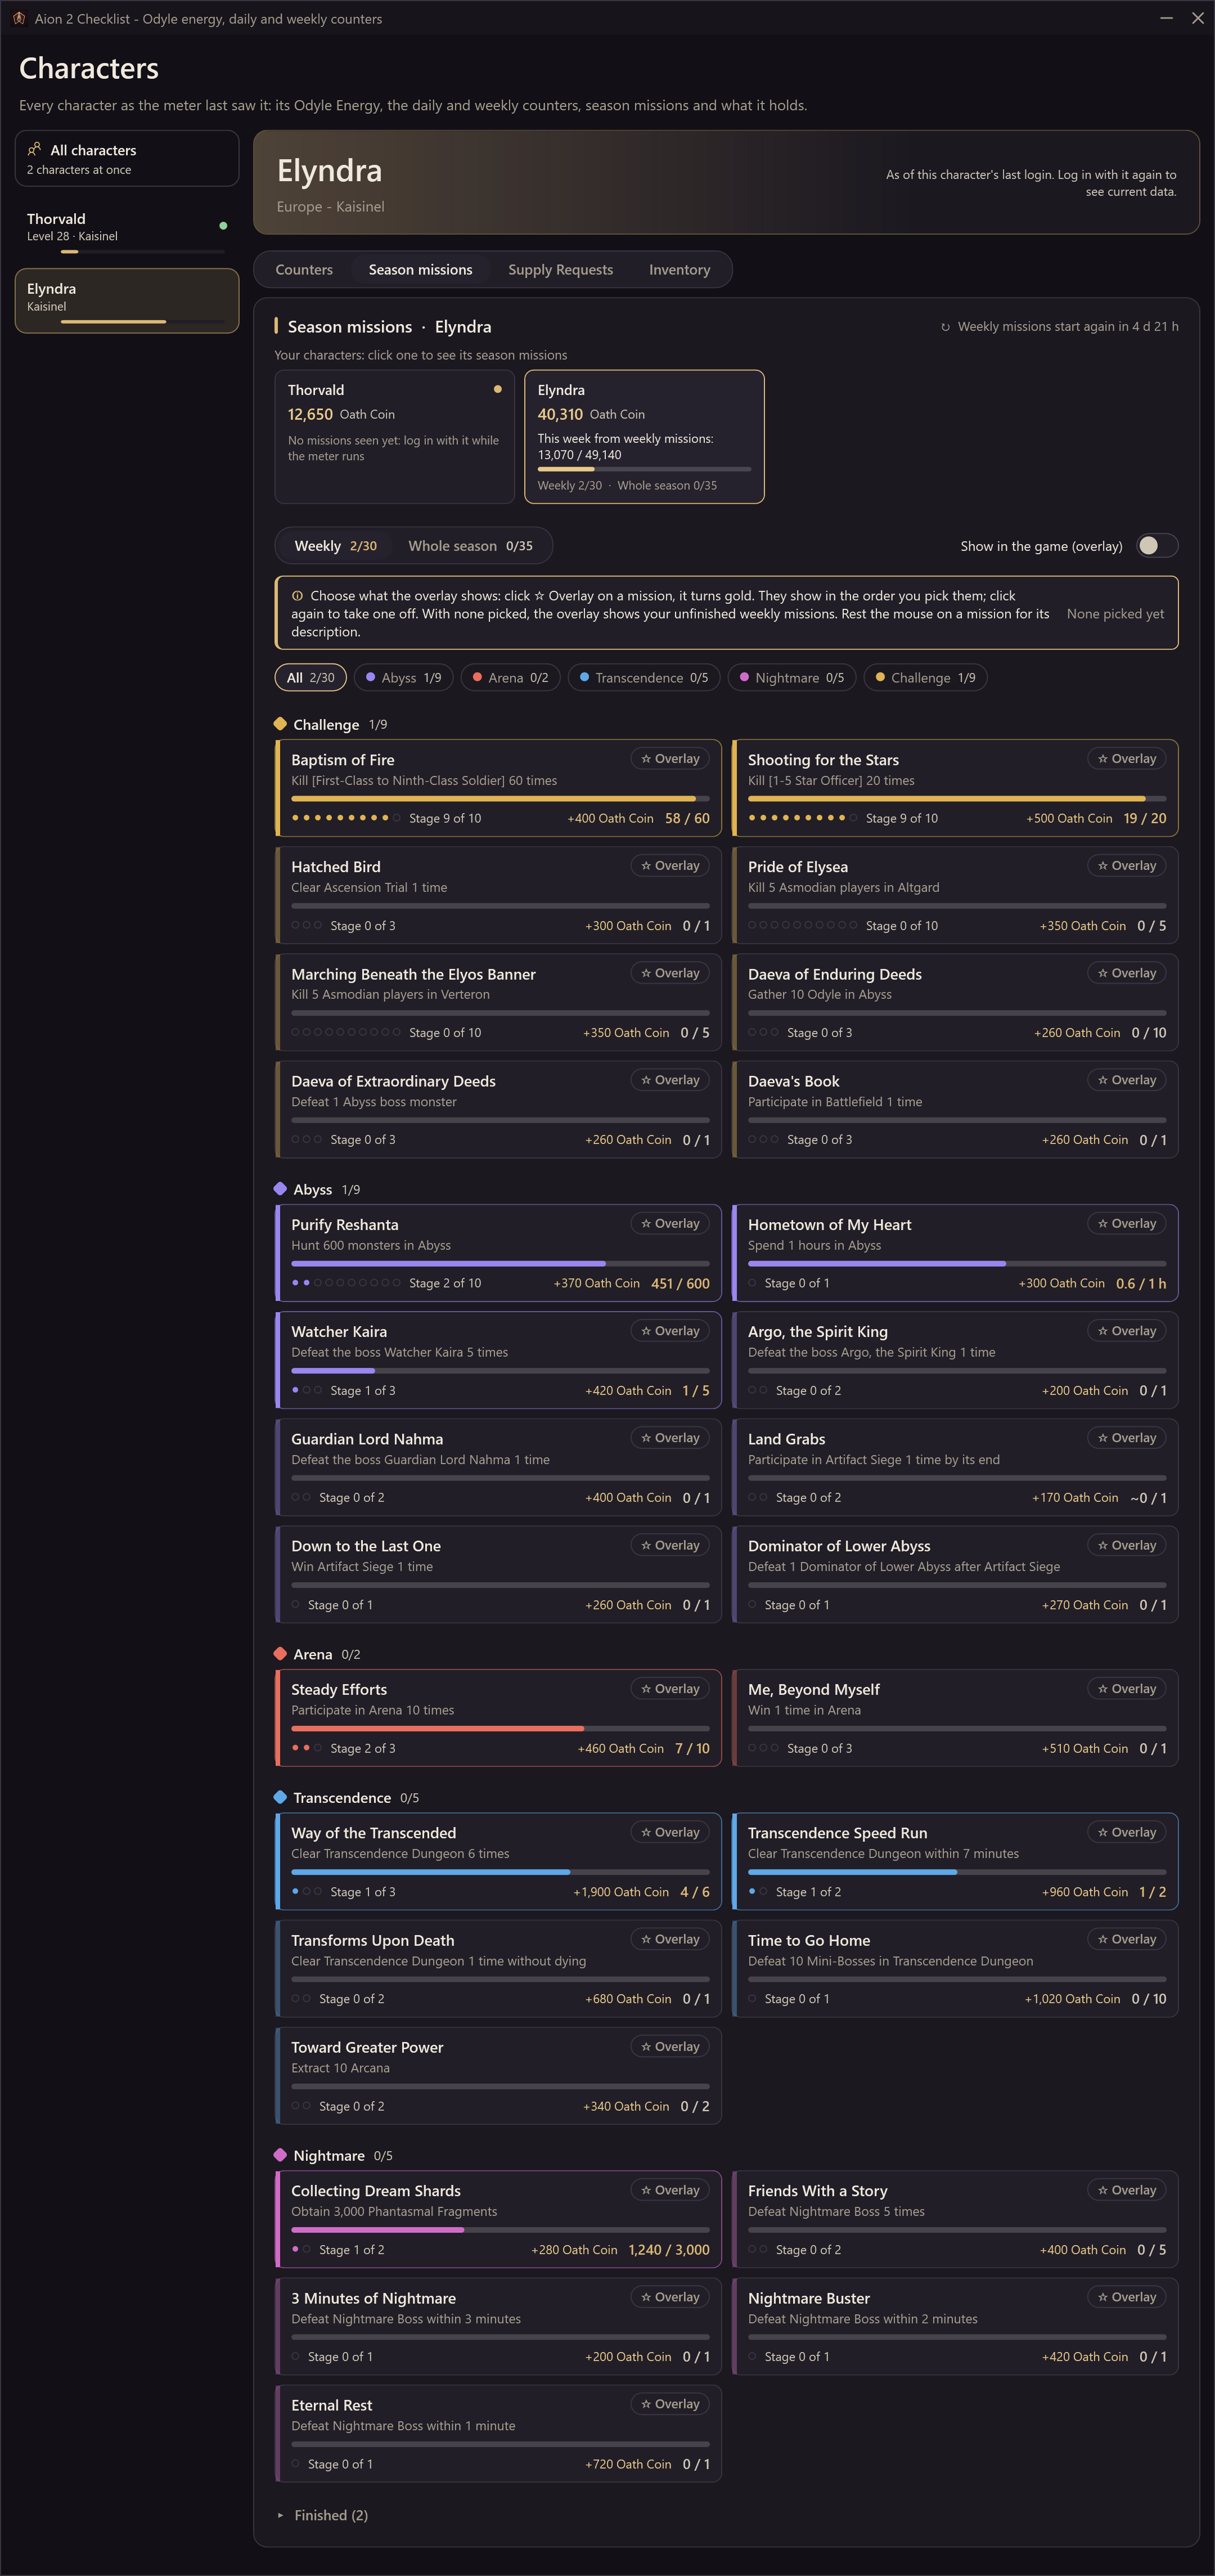 Aion 2 Checklist - Odyle energy, daily and weekly counters
Characters
Every character as the meter last saw it: its Odyle Energy, the daily and weekly counters, season missions and what it holds.
All characters
2 characters at once
Thorvald
Level 28 · Kaisinel
Elyndra
Kaisinel
Elyndra
Europe - Kaisinel
As of this character's last login. Log in with it again to
see current data.
Counters
Season missions
Supply Requests
Inventory
Season missions · Elyndra
Weekly missions start again in 4 d 21 h
Your characters: click one to see its season missions
Thorvald
12,650 Oath Coin
No missions seen yet: log in with it while
the meter runs
Elyndra
40,310 Oath Coin
This week from weekly missions:
13,070 / 49,140
Weekly 2/30 · Whole season 0/35
Weekly 2/30
Whole season 0/35
Show in the game (overlay)
Choose what the overlay shows: click ☆ Overlay on a mission, it turns gold. They show in the order you pick them; click
again to take one off. With none picked, the overlay shows your unfinished weekly missions. Rest the mouse on a mission for its
description.
None picked yet
All 2/30
Abyss 1/9
Arena 0/2
Transcendence 0/5
Nightmare 0/5
Challenge 1/9
Challenge 1/9
Baptism of Fire
☆ Overlay
Kill [First-Class to Ninth-Class Soldier] 60 times
Stage 9 of 10
+400 Oath Coin 58 / 60
Shooting for the Stars
☆ Overlay
Kill [1-5 Star Officer] 20 times
Stage 9 of 10
+500 Oath Coin 19 / 20
Hatched Bird
☆ Overlay
Clear Ascension Trial 1 time
Stage 0 of 3
+300 Oath Coin 0 / 1
Pride of Elysea
☆ Overlay
Kill 5 Asmodian players in Altgard
Stage 0 of 10
+350 Oath Coin 0 / 5
Marching Beneath the Elyos Banner
☆ Overlay
Kill 5 Asmodian players in Verteron
Stage 0 of 10
+350 Oath Coin 0 / 5
Daeva of Enduring Deeds
☆ Overlay
Gather 10 Odyle in Abyss
Stage 0 of 3
+260 Oath Coin 0 / 10
Daeva of Extraordinary Deeds
☆ Overlay
Defeat 1 Abyss boss monster
Stage 0 of 3
+260 Oath Coin 0 / 1
Daeva's Book
☆ Overlay
Participate in Battlefield 1 time
Stage 0 of 3
+260 Oath Coin 0 / 1
Abyss 1/9
Purify Reshanta
☆ Overlay
Hunt 600 monsters in Abyss
Stage 2 of 10
+370 Oath Coin 451 / 600
Hometown of My Heart
☆ Overlay
Spend 1 hours in Abyss
Stage 0 of 1
+300 Oath Coin 0.6 / 1 h
Watcher Kaira
☆ Overlay
Defeat the boss Watcher Kaira 5 times
Stage 1 of 3
+420 Oath Coin 1 / 5
Argo, the Spirit King
☆ Overlay
Defeat the boss Argo, the Spirit King 1 time
Stage 0 of 2
+200 Oath Coin 0 / 1
Guardian Lord Nahma
☆ Overlay
Defeat the boss Guardian Lord Nahma 1 time
Stage 0 of 2
+400 Oath Coin 0 / 1
Land Grabs
☆ Overlay
Participate in Artifact Siege 1 time by its end
Stage 0 of 2
+170 Oath Coin ~0 / 1
Down to the Last One
☆ Overlay
Win Artifact Siege 1 time
Stage 0 of 1
+260 Oath Coin 0 / 1
Dominator of Lower Abyss
☆ Overlay
Defeat 1 Dominator of Lower Abyss after Artifact Siege
Stage 0 of 1
+270 Oath Coin 0 / 1
Arena 0/2
Steady Efforts
☆ Overlay
Participate in Arena 10 times
Stage 2 of 3
+460 Oath Coin 7 / 10
Me, Beyond Myself
☆ Overlay
Win 1 time in Arena
Stage 0 of 3
+510 Oath Coin 0 / 1
Transcendence 0/5
Way of the Transcended
☆ Overlay
Clear Transcendence Dungeon 6 times
Stage 1 of 3
+1,900 Oath Coin 4 / 6
Transcendence Speed Run
☆ Overlay
Clear Transcendence Dungeon within 7 minutes
Stage 1 of 2
+960 Oath Coin 1 / 2
Transforms Upon Death
☆ Overlay
Clear Transcendence Dungeon 1 time without dying
Stage 0 of 2
+680 Oath Coin 0 / 1
Time to Go Home
☆ Overlay
Defeat 10 Mini-Bosses in Transcendence Dungeon
Stage 0 of 1
+1,020 Oath Coin 0 / 10
Toward Greater Power
☆ Overlay
Extract 10 Arcana
Stage 0 of 2
+340 Oath Coin 0 / 2
Nightmare 0/5
Collecting Dream Shards
☆ Overlay
Obtain 3,000 Phantasmal Fragments
Stage 1 of 2
+280 Oath Coin 1,240 / 3,000
Friends With a Story
☆ Overlay
Defeat Nightmare Boss 5 times
Stage 0 of 2
+400 Oath Coin 0 / 5
3 Minutes of Nightmare
☆ Overlay
Defeat Nightmare Boss within 3 minutes
Stage 0 of 1
+200 Oath Coin 0 / 1
Nightmare Buster
☆ Overlay
Defeat Nightmare Boss within 2 minutes
Stage 0 of 1
+420 Oath Coin 0 / 1
Eternal Rest
☆ Overlay
Defeat Nightmare Boss within 1 minute
Stage 0 of 1
+720 Oath Coin 0 / 1
Finished (2)